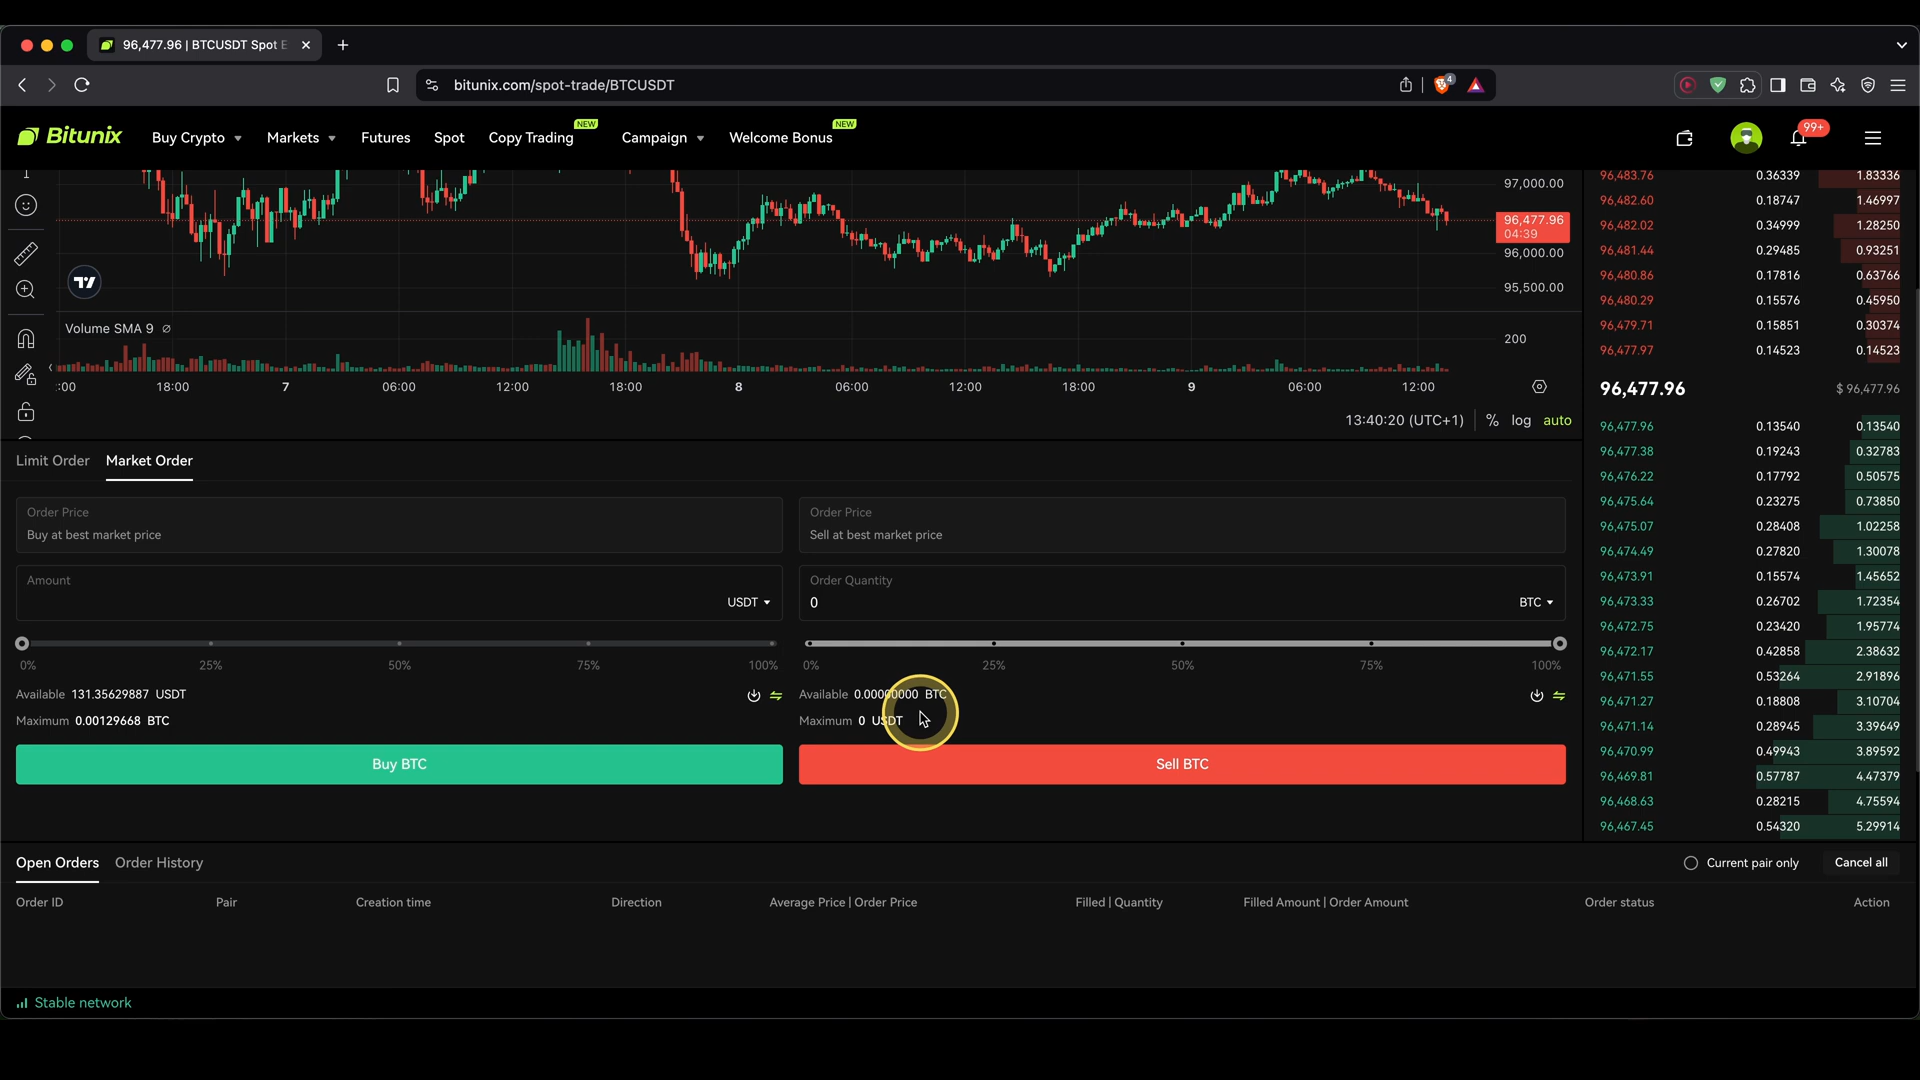 96,477.96 | BTCUSDT Spot E
bitunix.com/spot-trade/BTCUSDT
4
Bitunix
Buy Crypto
Markets
Futures
Spot
Copy Trading
NEW
Campaign
Welcome Bonus
NEW
99+
97,000.00
96,477.96
04:39
96,000.00
95,500.00
Volume SMA 9
200
:00 18:00 7 06:00 12:00 18:00 8 06:00 12:00 18:00 9 06:00 12:00
13:40:20 (UTC+1) % log auto
96,483.76 0.36339 1.83336
96,482.60 0.18747 1.46997
96,482.02 0.34999 1.28250
96,481.44 0.29485 0.93251
96,480.86 0.17816 0.63766
96,480.29 0.15576 0.45950
96,479.71 0.15851 0.30374
96,477.97 0.14523 0.14523
96,477.96 $ 96,477.96
96,477.96 0.13540 0.13540
96,477.38 0.19243 0.32783
96,476.22 0.17792 0.50575
96,475.64 0.23275 0.73850
96,475.07 0.28408 1.02258
96,474.49 0.27820 1.30078
96,473.91 0.15574 1.45652
96,473.33 0.26702 1.72354
96,472.75 0.23420 1.95774
96,472.17 0.42858 2.38632
96,471.55 0.53264 2.91896
96,471.27 0.18808 3.10704
96,471.14 0.28945 3.39649
96,470.99 0.49943 3.89592
96,469.81 0.57787 4.47379
96,468.63 0.28215 4.75594
96,467.45 0.54320 5.29914
Limit Order Market Order
Order Price
Buy at best market price
Amount
USDT
0% 25% 50% 75% 100%
Available 131.35629887 USDT
Maximum 0.00129668 BTC
Buy BTC
Order Price
Sell at best market price
Order Quantity
0 BTC
0% 25% 50% 75% 100%
Available 0.00000000 BTC
Maximum 0 USDT
Sell BTC
Open Orders Order History
Current pair only Cancel all
Order ID Pair Creation time Direction Average Price | Order Price Filled | Quantity Filled Amount | Order Amount Order status Action
Stable network